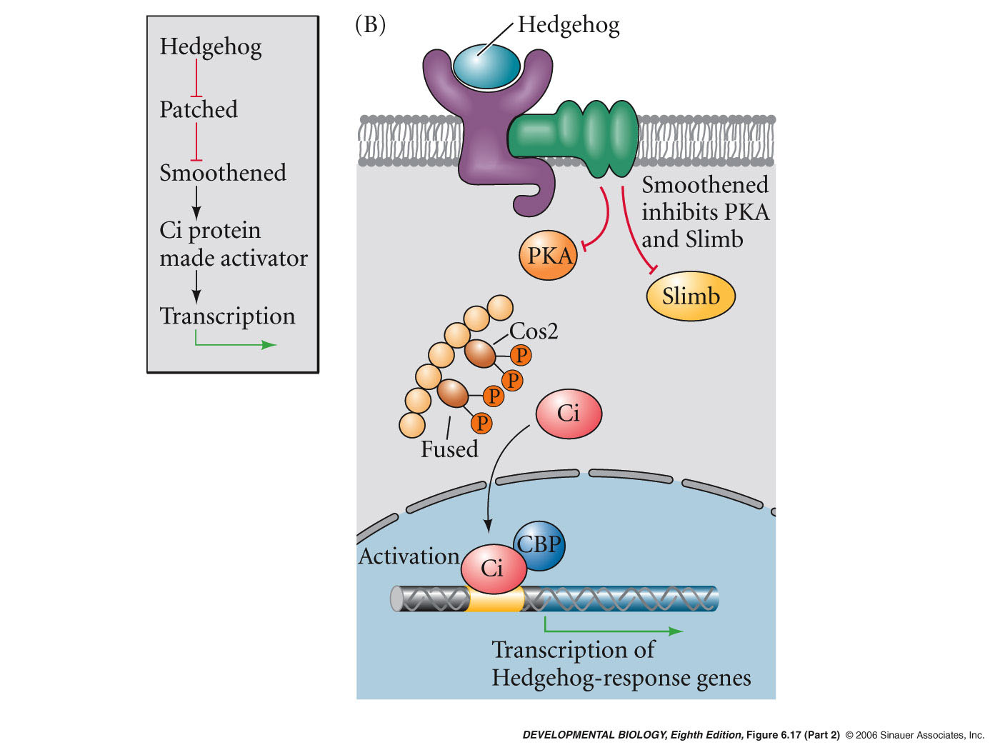 Hedgehog
Patched
Smoothened
Ci protein
made activator
Transcription
(B)
Hedgehog
Smoothened
inhibits PKA
and Slimb
PKA
Slimb
Cos2
P
P
P
P
Fused
Ci
Activation
Ci
CBP
Transcription of
Hedgehog-response genes
DEVELOPMENTAL BIOLOGY, Eighth Edition, Figure 6.17 (Part 2) © 2006 Sinauer Associates, Inc.